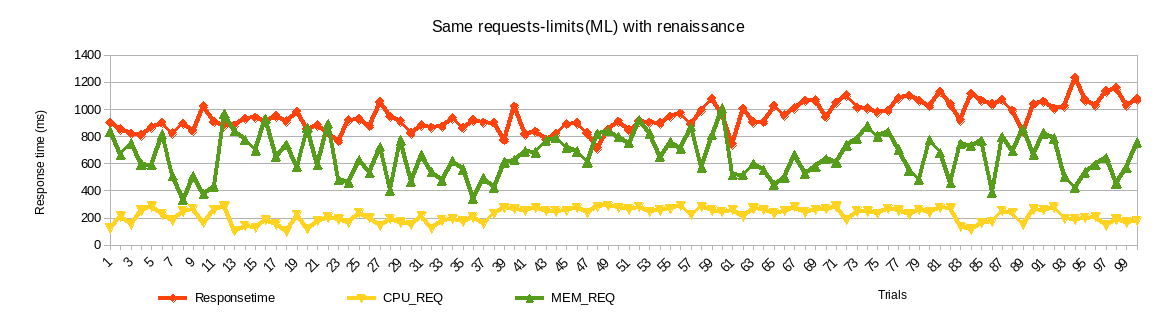 Same requests-limits(ML) with renaissance
Response time (ms)
1400
1200
1000
800
600
400
200
0
1 3 5 7 9 11 13 15 17 19 21 23 25 27 29 31 33 35 37 39 41 43 45 47 49 51 53 55 57 59 61 63 65 67 69 71 73 75 77 79 81 83 85 87 89 91 93 95 97 99
Trials
Responsetime CPU_REQ MEM_REQ